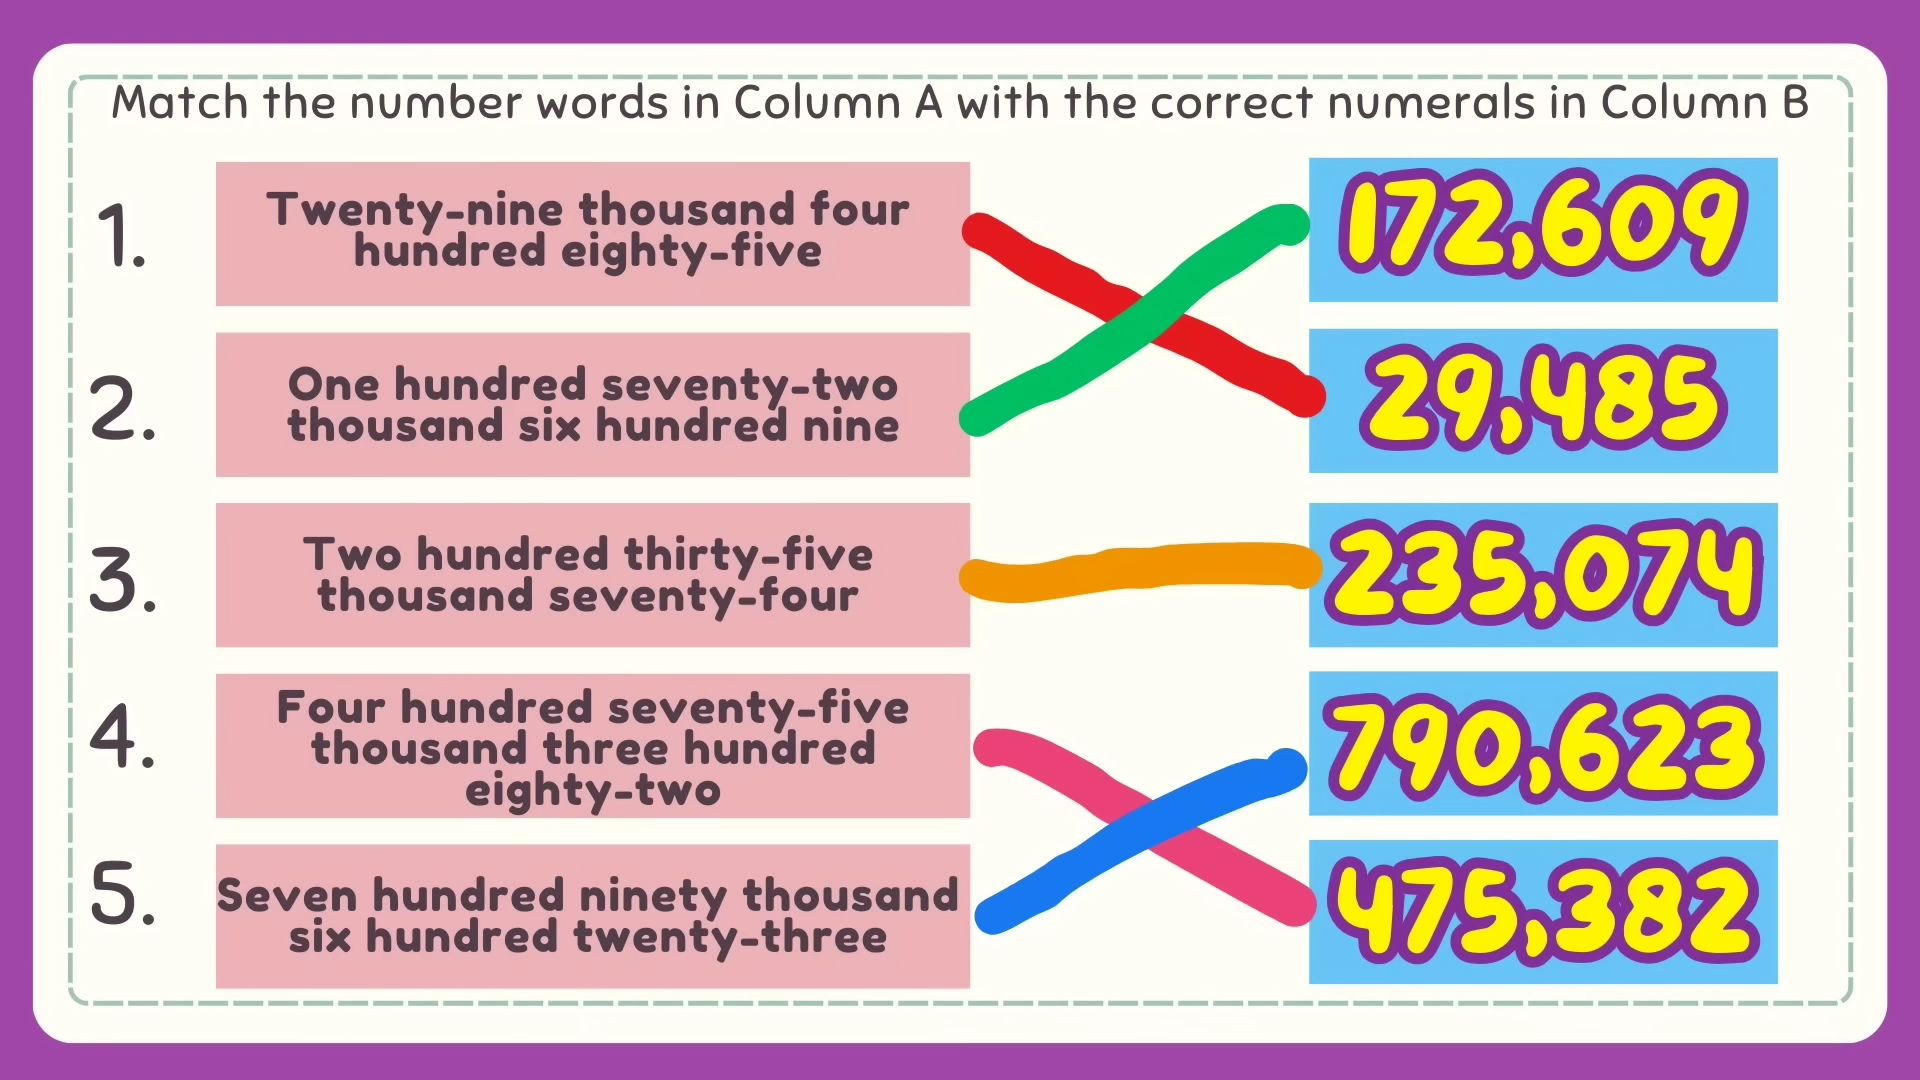 Match the number words in Column A with the correct numerals in Column B
1.
Twenty-nine thousand four
hundred eighty-five
172,609
2.
One hundred seventy-two
thousand six hundred nine
29,485
3.
Two hundred thirty-five
thousand seventy-four
235,074
4.
Four hundred seventy-five
thousand three hundred
eighty-two
790,623
5.
Seven hundred ninety thousand
six hundred twenty-three
475,382